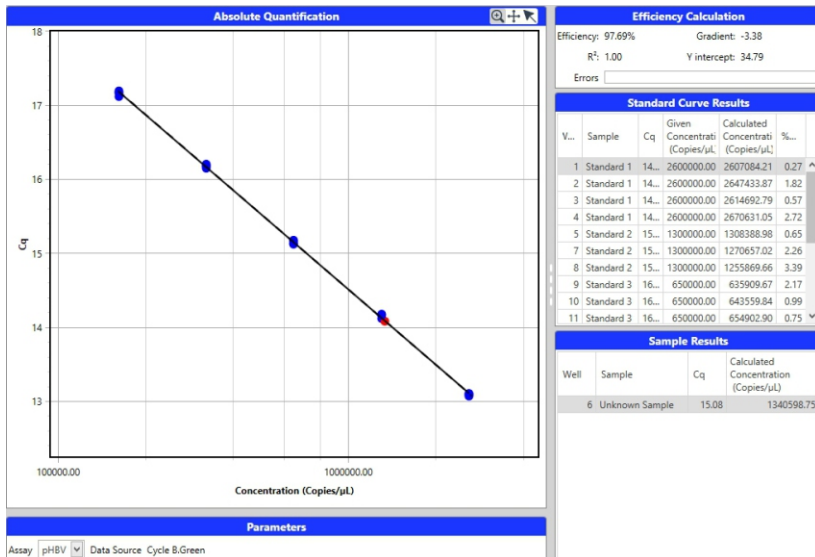 Absolute Quantification
18
17
16
15
14
13
Cq
100000.00 1000000.00
Concentration (Copies/µL)
Parameters
Assay pHBV Data Source Cycle B.Green
Efficiency Calculation
Efficiency: 97.69% Gradient: -3.38
R²: 1.00 Y intercept: 34.79
Errors
Standard Curve Results
V... Sample Cq Given Concentrati (Copies/µL) Calculated Concentrati (Copies/µL) %...
1 Standard 1 14... 2600000.00 2607084.21 0.27
2 Standard 1 14... 2600000.00 2647433.87 1.82
3 Standard 1 14... 2600000.00 2614692.79 0.57
4 Standard 1 14... 2600000.00 2670631.05 2.72
5 Standard 2 15... 1300000.00 1308388.98 0.65
7 Standard 2 15... 1300000.00 1270657.02 2.26
8 Standard 2 15... 1300000.00 1255869.66 3.39
9 Standard 3 16... 650000.00 635909.67 2.17
10 Standard 3 16... 650000.00 643559.84 0.99
11 Standard 3 16... 650000.00 654902.90 0.75
Sample Results
Well Sample Cq Calculated Concentration (Copies/µL)
6 Unknown Sample 15.08 1340598.75